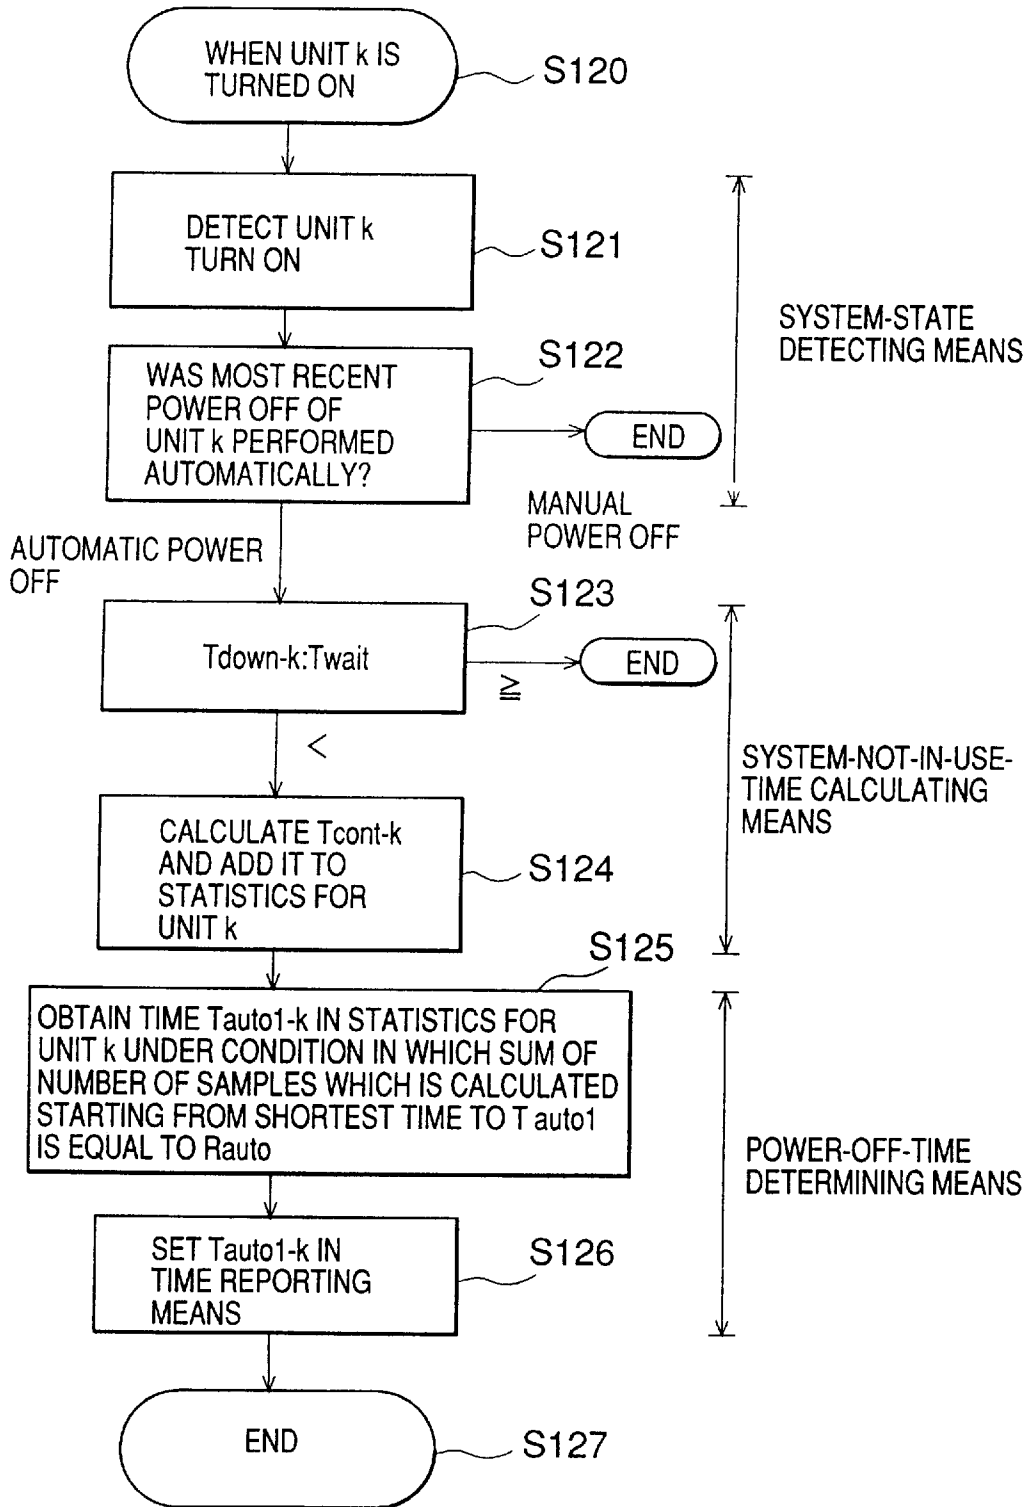 WHEN UNIT k IS
TURNED ON
S120
DETECT UNIT k
TURN ON
S121
SYSTEM-STATE
DETECTING MEANS
WAS MOST RECENT
POWER OFF OF
UNIT k PERFORMED
AUTOMATICALLY?
S122
END
MANUAL
POWER OFF
AUTOMATIC POWER
OFF
Tdown-k:Twait
S123
≧
END
<
SYSTEM-NOT-IN-USE-
TIME CALCULATING
MEANS
CALCULATE Tcont-k
AND ADD IT TO
STATISTICS FOR
UNIT k
S124
S125
OBTAIN TIME Tauto1-k IN STATISTICS FOR
UNIT k UNDER CONDITION IN WHICH SUM OF
NUMBER OF SAMPLES WHICH IS CALCULATED
STARTING FROM SHORTEST TIME TO T auto1
IS EQUAL TO Rauto
POWER-OFF-TIME
DETERMINING MEANS
SET Tauto1-k IN
TIME REPORTING
MEANS
S126
END
S127